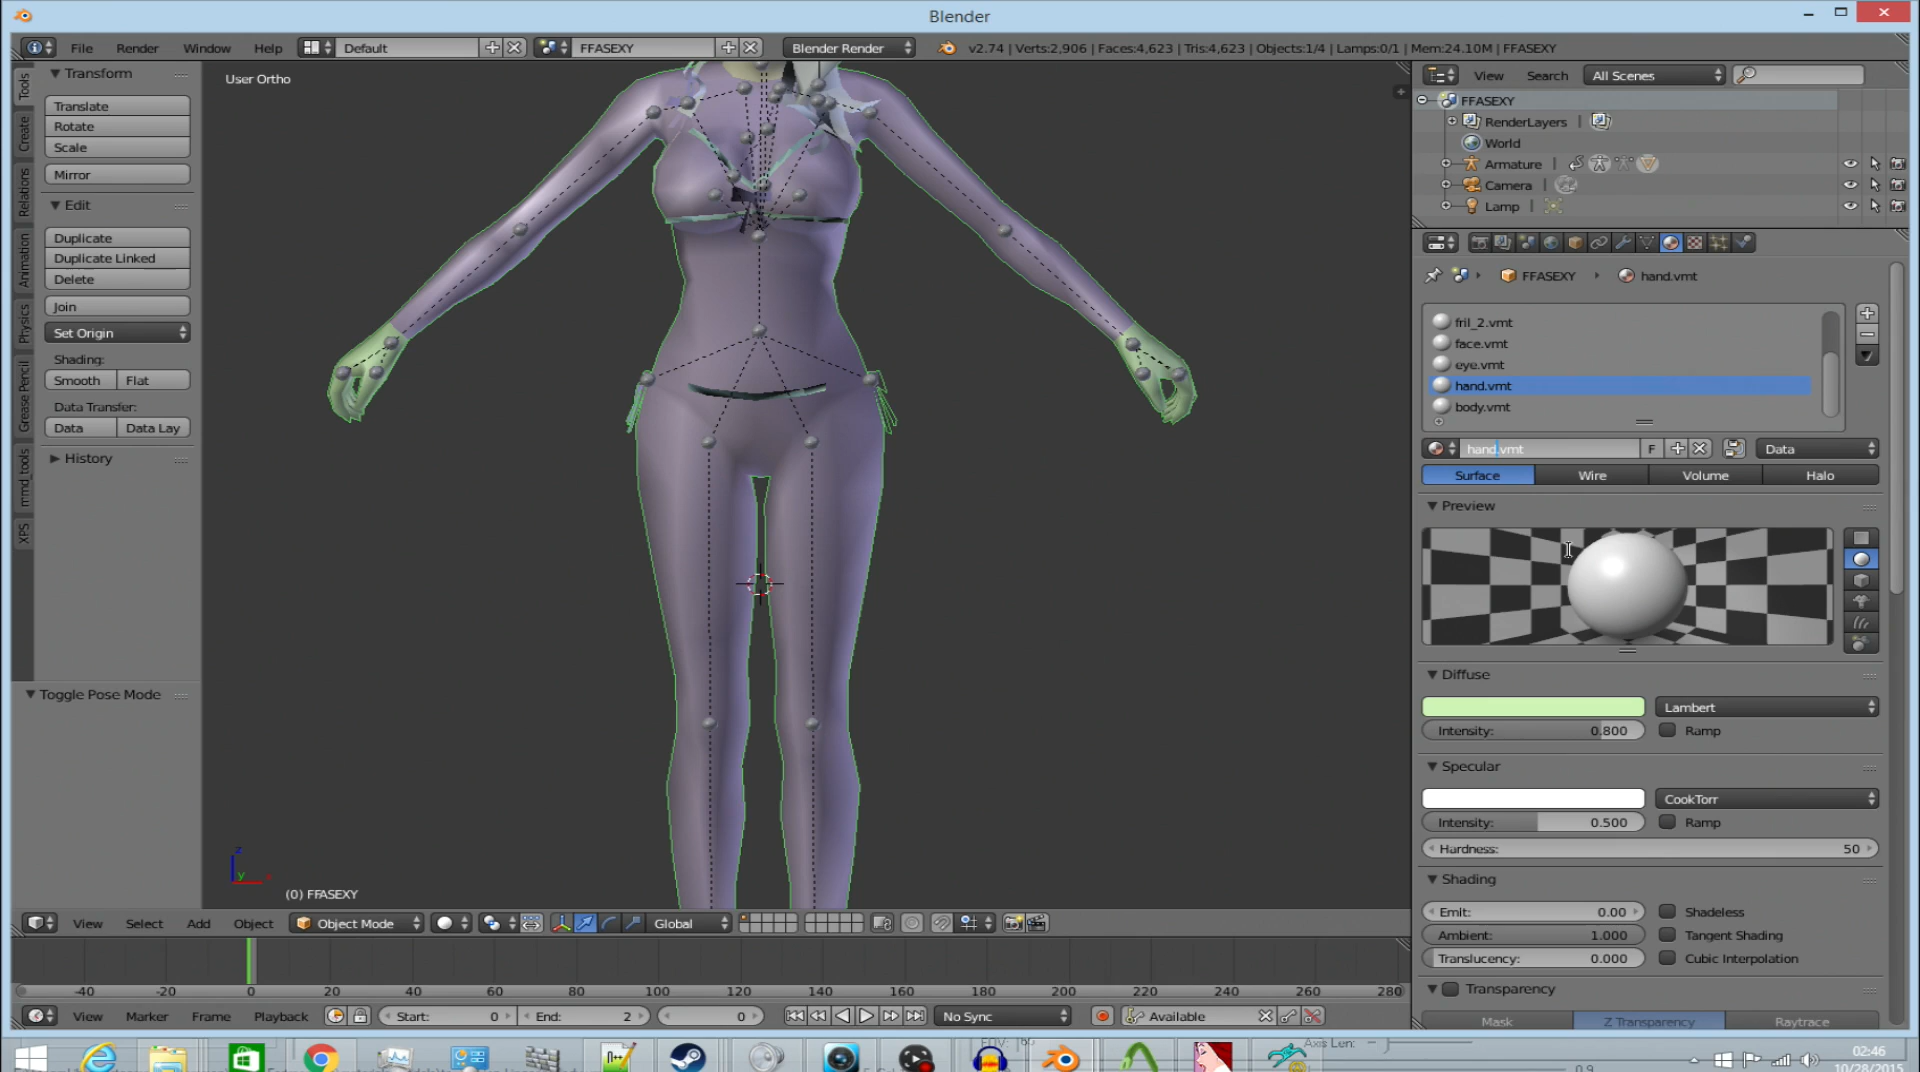 Blender
File Render Window Help Default FFASEXY Blender Render v2.74 | Verts:2,906 | Faces:4,623 | Tris:4,623 | Objects:1/4 | Lamps:0/1 | Mem:24.10M | FFASEXY
Tools
Create
Relations
Animation
Physics
Grease Pencil
mmd_tools
XPS
Transform
Translate
Rotate
Scale
Mirror
Edit
Duplicate
Duplicate Linked
Delete
Join
Set Origin
Shading:
Smooth Flat
Data Transfer:
Data Data Lay
History
Toggle Pose Mode
User Ortho
z
y
(0) FFASEXY
View Select Add Object Object Mode Global
-40 -20 0 20 40 60 80 100 120 140 160 180 200 220 240 260 280
View Marker Frame Playback Start: 0 End: 2 0 No Sync Available
View Search All Scenes
FFASEXY
RenderLayers
World
Armature
Camera
Lamp
FFASEXY hand.vmt
fril_2.vmt
face.vmt
eye.vmt
hand.vmt
body.vmt
hand.vmt F Data
Surface Wire Volume Halo
Preview
Diffuse
Lambert
Intensity: 0.800 Ramp
Specular
CookTorr
Intensity: 0.500 Ramp
Hardness: 50
Shading
Emit: 0.00 Shadeless
Ambient: 1.000 Tangent Shading
Translucency: 0.000 Cubic Interpolation
Transparency
Mask Z Transparency Raytrace
Axis Len:
0.9
02:46
10/28/2015